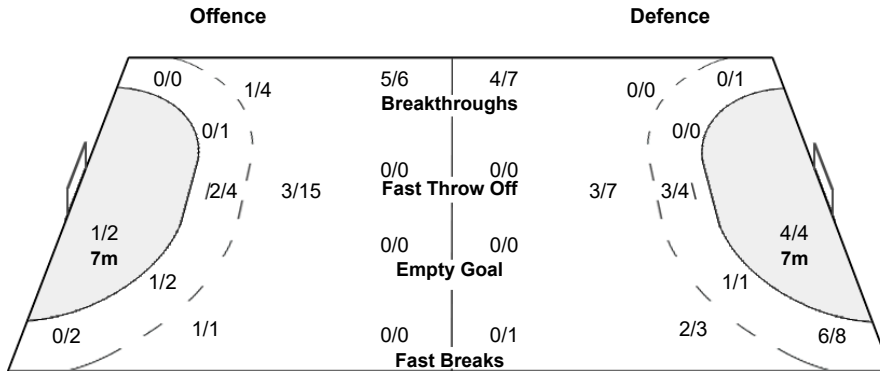 Offence Defence
0/0 1/4 5/6 4/7 0/0 0/1
Breakthroughs
0/1 0/0
0/0 0/0
Fast Throw Off
2/4 3/15 3/7 3/4
1/2 4/4
7m 7m
0/0 0/0
Empty Goal
1/2 1/1
0/2 1/1 0/0 0/1 2/3 6/8
Fast Breaks